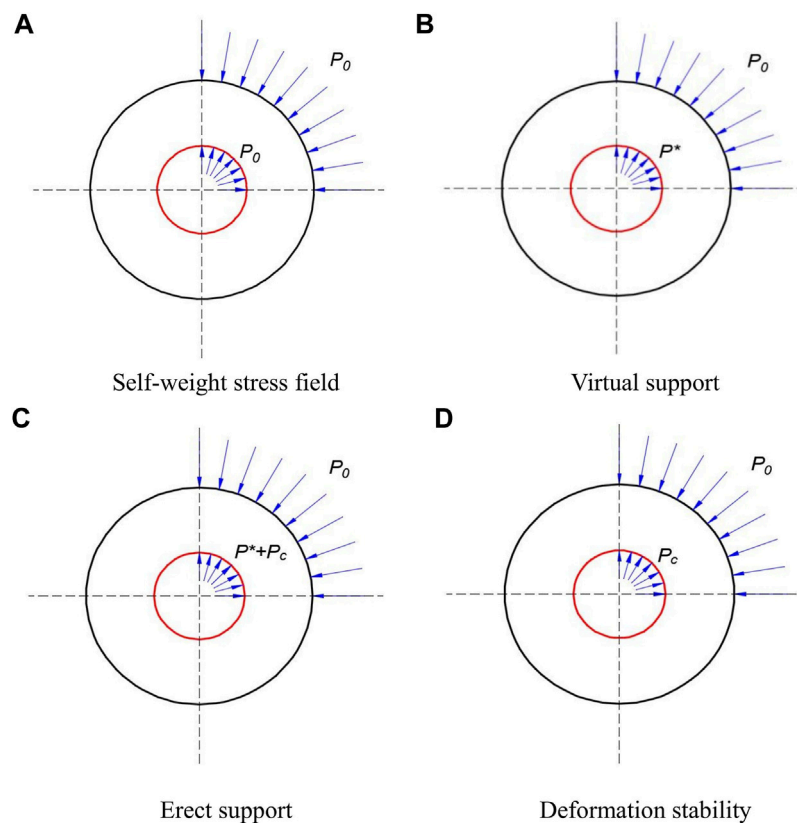 A
P₀
P₀
Self-weight stress field
B
P₀
P*
Virtual support
C
P₀
P*+Pc
Erect support
D
P₀
Pc
Deformation stability